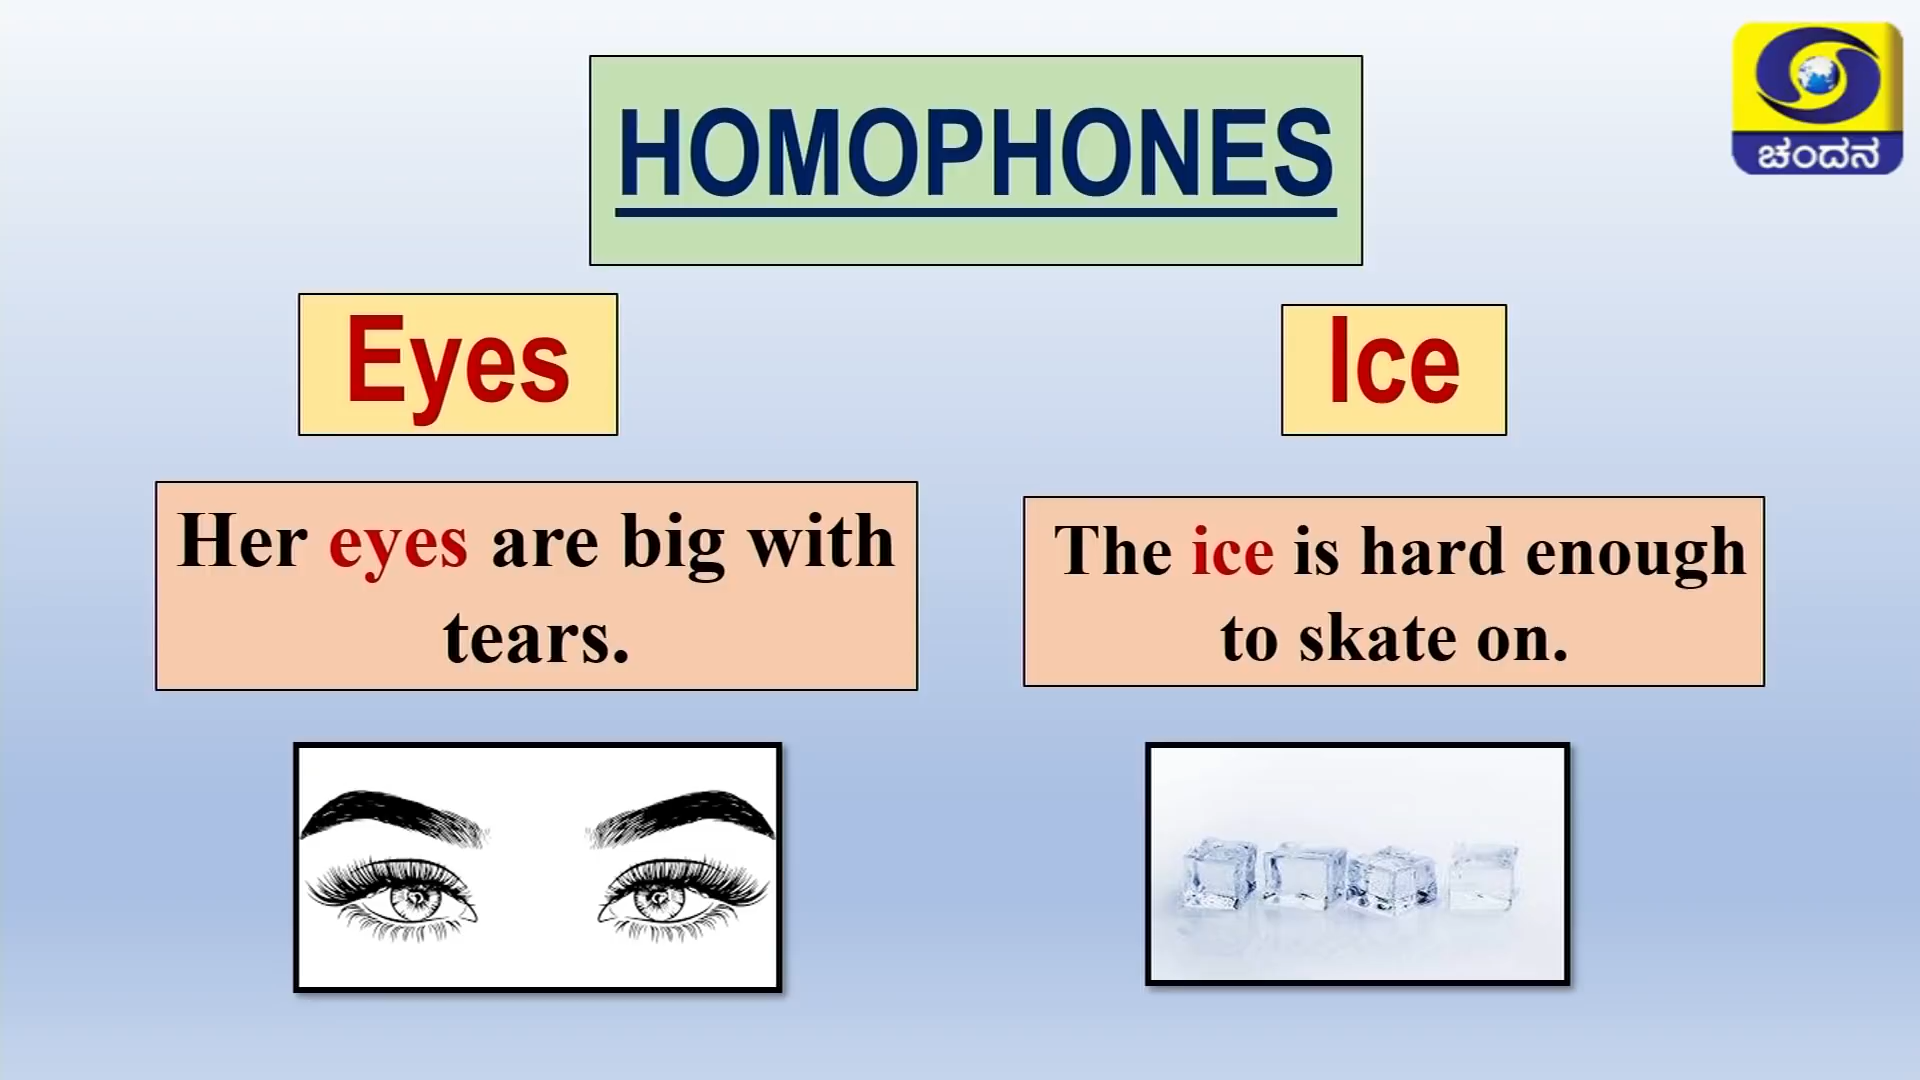 HOMOPHONES
ಚಂದನ
Eyes
Ice
Her eyes are big with
tears.
The ice is hard enough
to skate on.